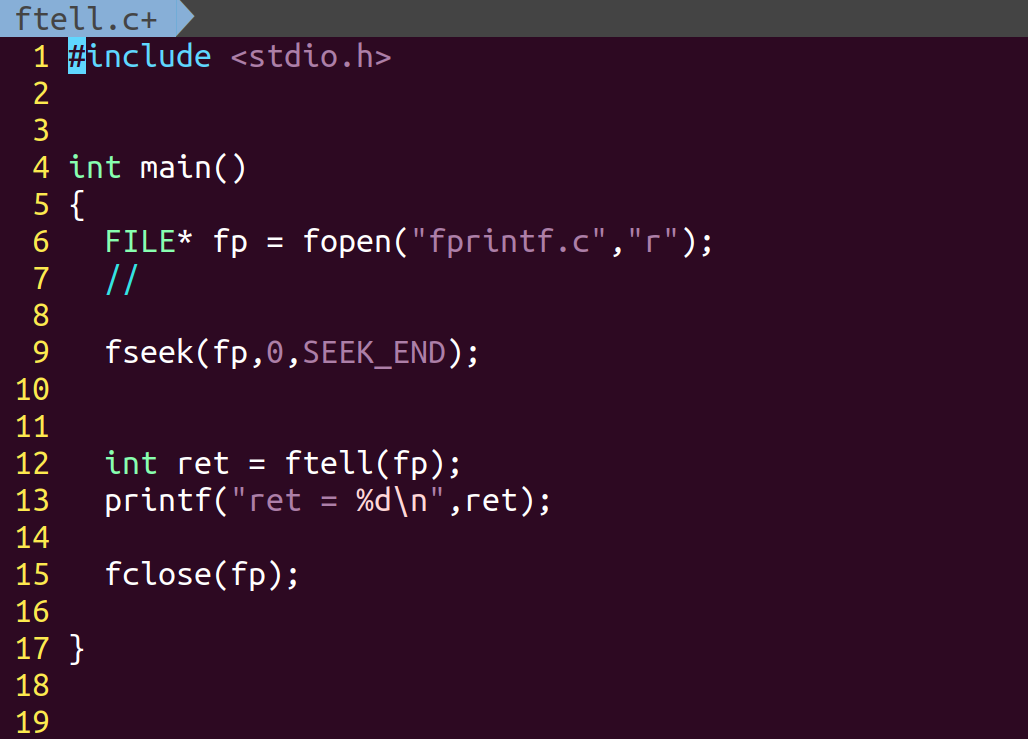 ftell.c+
1 #include <stdio.h>
2
3
4 int main()
5 {
6   FILE* fp = fopen("fprintf.c","r");
7   //
8
9   fseek(fp,0,SEEK_END);
10
11
12   int ret = ftell(fp);
13   printf("ret = %d\n",ret);
14
15   fclose(fp);
16
17 }
18
19